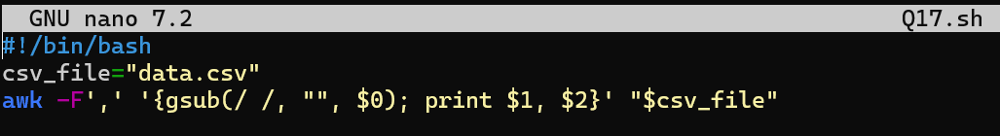 GNU nano 7.2 Q17.sh
#!/bin/bash
csv_file="data.csv"
awk -F',' '{gsub(/ /, "", $0); print $1, $2}' "$csv_file"